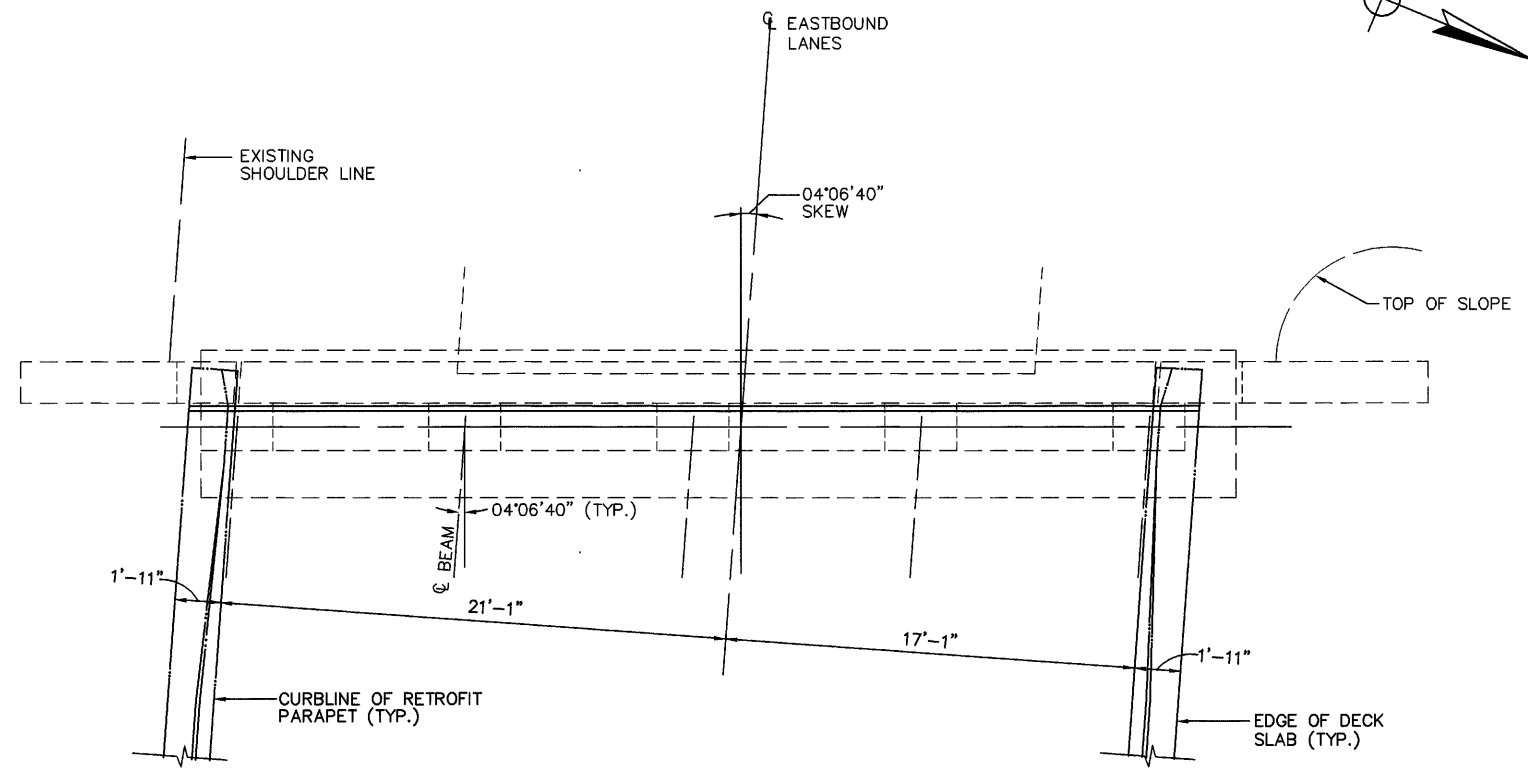 ℄ EASTBOUND
LANES
EXISTING
SHOULDER LINE
04°06'40"
SKEW
TOP OF SLOPE
04°06'40" (TYP.)
℄ BEAM
1'-11"
21'-1"
17'-1"
1'-11"
CURBLINE OF RETROFIT
PARAPET (TYP.)
EDGE OF DECK
SLAB (TYP.)